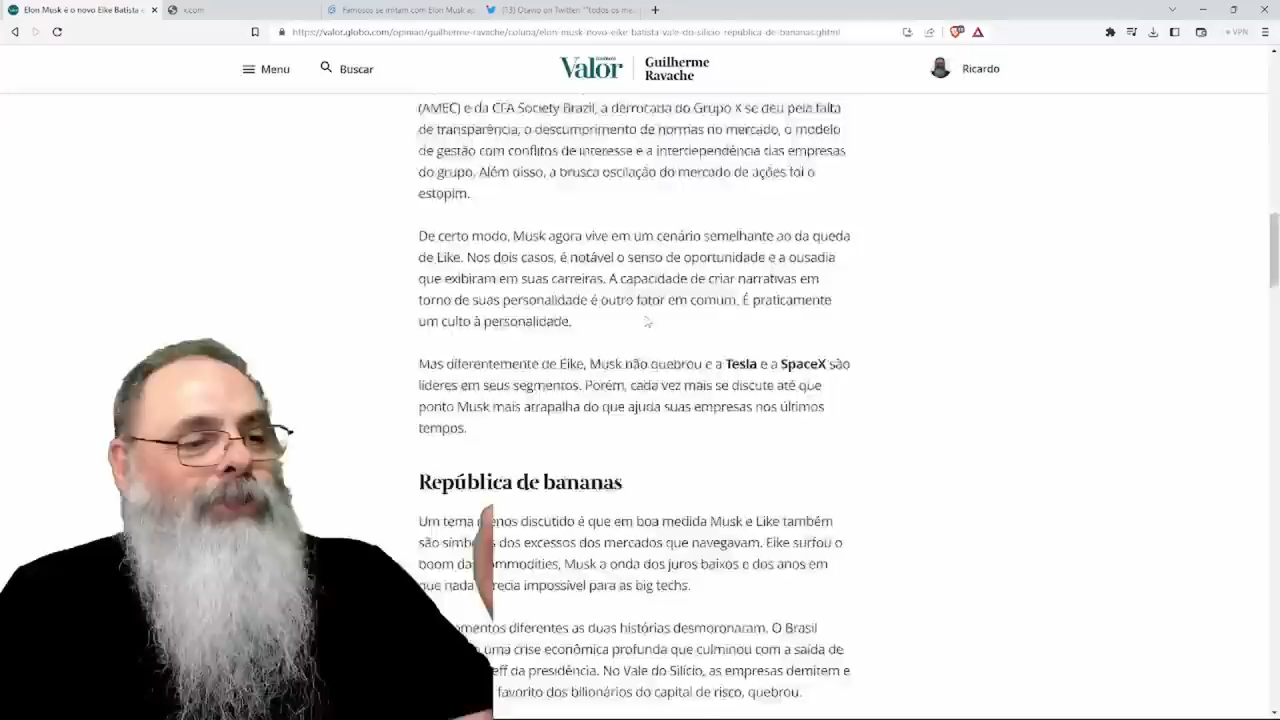 Elon Musk é o novo Eike Batista
x.com
Famosos se irritam com Elon Musk ap
(13) Otavio on Twitter: "todos os me
https://valor.globo.com/opiniao/guilherme-ravache/coluna/elon-musk-novo-eike-batista-vale-do-silicio-republica-de-bananas.ghtml
VPN
Menu
Buscar
Valor
Guilherme
Ravache
Ricardo
(AMEC) e da CFA Society Brazil, a derrocada do Grupo X se deu pela falta
de transparência, o descumprimento de normas no mercado, o modelo
de gestão com conflitos de interesse e a interdependência das empresas
do grupo. Além disso, a brusca oscilação do mercado de ações foi o
estopim.
De certo modo, Musk agora vive em um cenário semelhante ao da queda
de Eike. Nos dois casos, é notável o senso de oportunidade e a ousadia
que exibiram em suas carreiras. A capacidade de criar narrativas em
torno de suas personalidade é outro fator em comum. É praticamente
um culto à personalidade.
Mas diferentemente de Eike, Musk não quebrou e a Tesla e a SpaceX são
líderes em seus segmentos. Porém, cada vez mais se discute até que
ponto Musk mais atrapalha do que ajuda suas empresas nos últimos
tempos.
República de bananas
Um tema enos discutido é que em boa medida Musk e Eike também
são símb s dos excessos dos mercados que navegavam. Eike surfou o
boom da ommodities, Musk a onda dos juros baixos e dos anos em
que nada recia impossível para as big techs.
mentos diferentes as duas histórias desmoronaram. O Brasil
uma crise econômica profunda que culminou com a saída de
eff da presidência. No Vale do Silício, as empresas demitem e
favorito dos bilionários do capital de risco, quebrou.